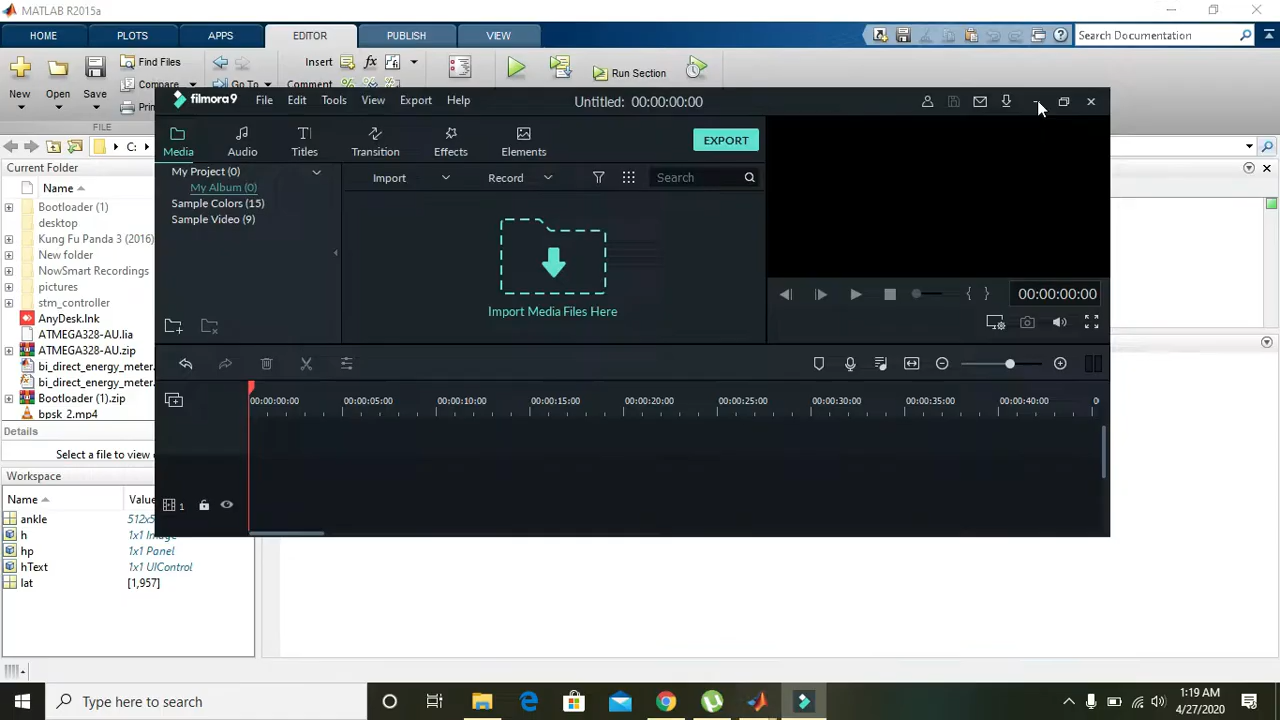 MATLAB R2015a
HOME PLOTS APPS EDITOR PUBLISH VIEW Search Documentation
New Open Save Find Files Compare Go To Insert fx Comment Run Section
FILE
C:
Current Folder
Name
Bootloader (1)
desktop
Kung Fu Panda 3 (2016)
New folder
NowSmart Recordings
pictures
stm_controller
AnyDesk.lnk
ATMEGA328-AU.lia
ATMEGA328-AU.zip
bi_direct_energy_meter.
bi_direct_energy_meter.
Bootloader (1).zip
bpsk_2.mp4
Details
Select a file to view
Workspace
Name Valu
ankle 512x5
h 1x1 Image
hp 1x1 Panel
hText 1x1 UIControl
lat [1,957]
filmora9 File Edit Tools View Export Help Untitled: 00:00:00:00
Media Audio Titles Transition Effects Elements EXPORT
My Project (0)
My Album (0)
Sample Colors (15)
Sample Video (9)
Import Record Search
Import Media Files Here
00:00:00:00
00:00:00:00 00:00:05:00 00:00:10:00 00:00:15:00 00:00:20:00 00:00:25:00 00:00:30:00 00:00:35:00 00:00:40:00
1
Type here to search
1:19 AM
4/27/2020